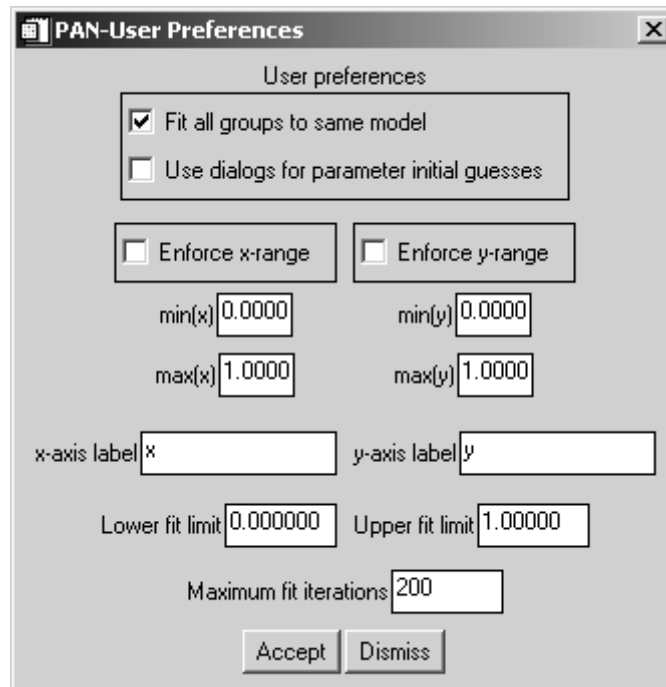 PAN-User Preferences
User preferences
Fit all groups to same model
Use dialogs for parameter initial guesses
Enforce x-range Enforce y-range
min(x) 0.0000 min(y) 0.0000
max(x) 1.0000 max(y) 1.0000
x-axis label x y-axis label y
Lower fit limit 0.000000 Upper fit limit 1.00000
Maximum fit iterations 200
Accept Dismiss